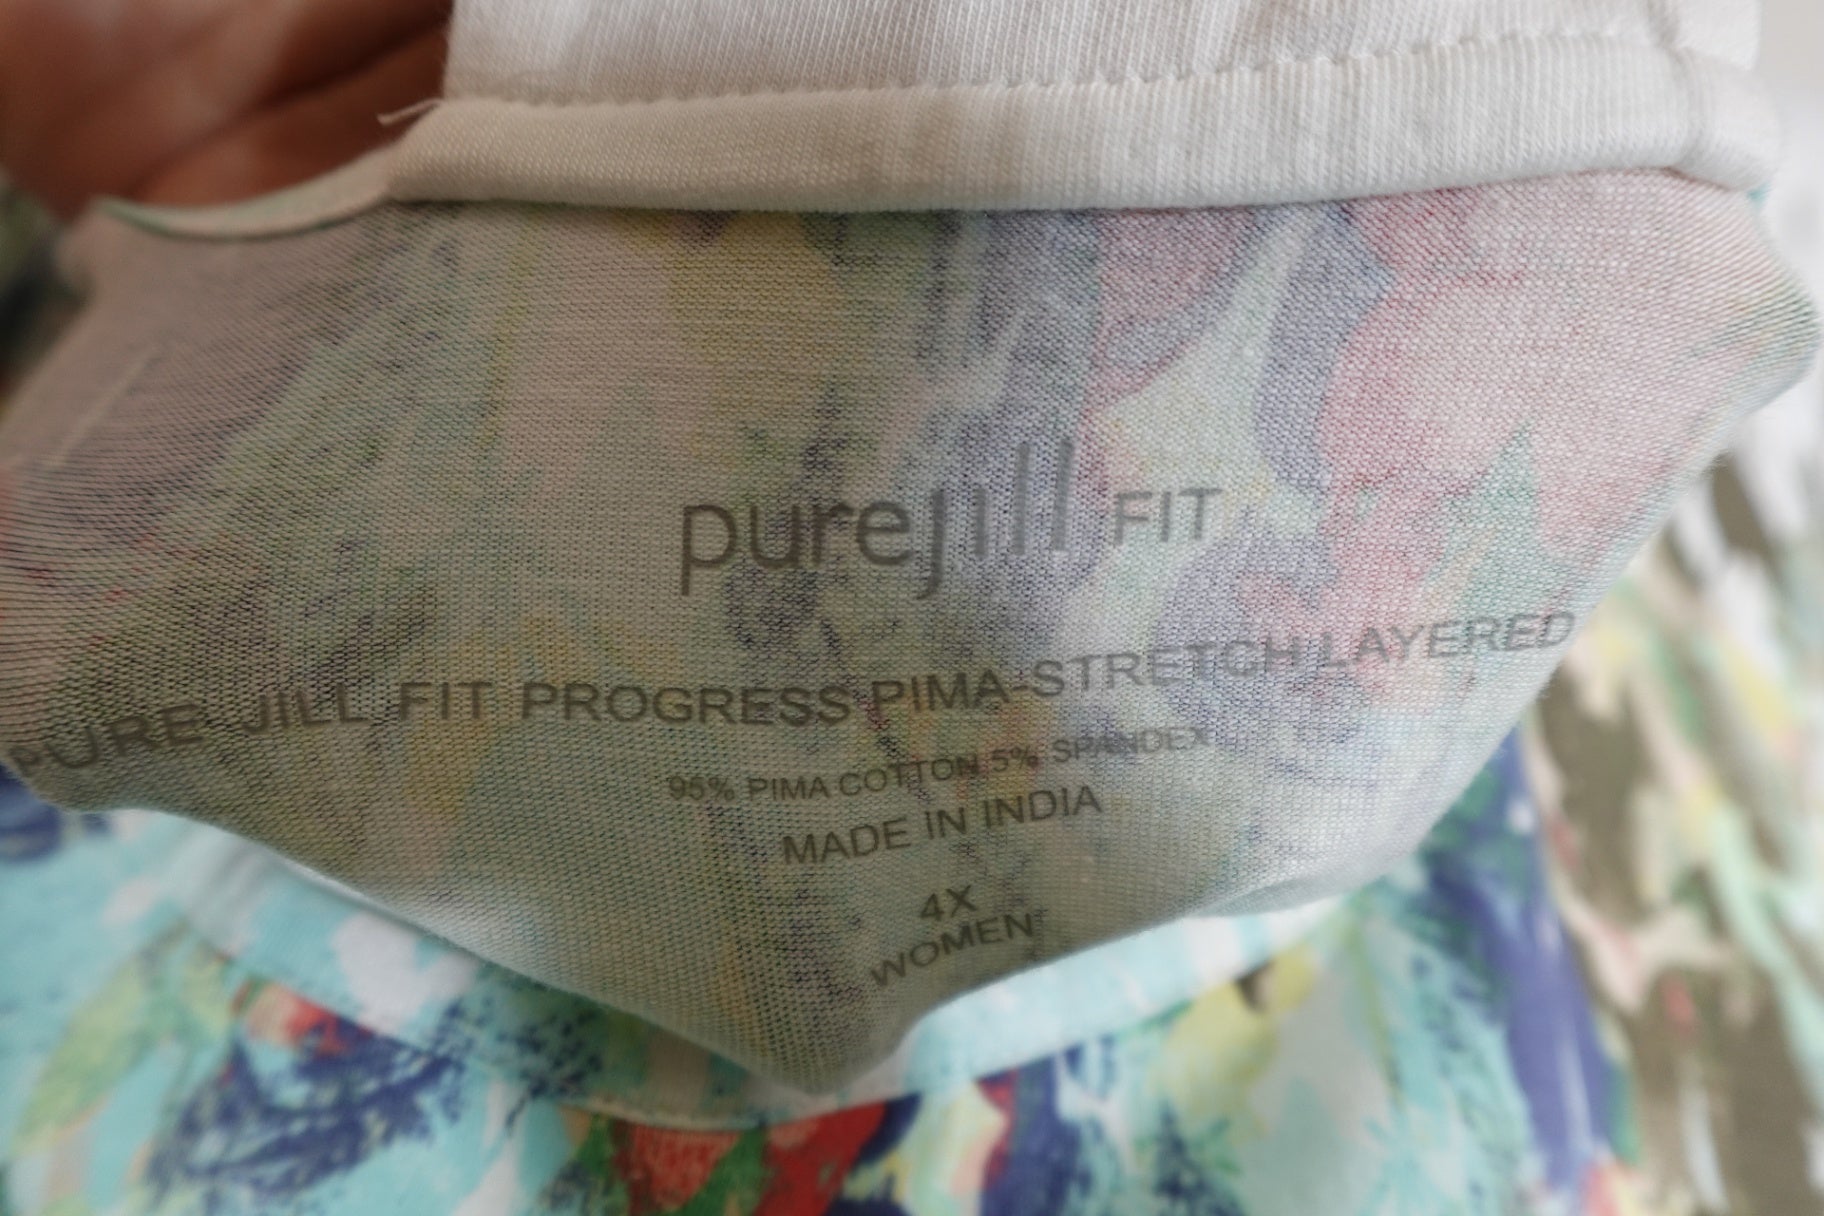 purejill FIT
PURE JILL FIT PROGRESS PIMA-STRETCH LAYERED
95% PIMA COTTON 5% SPANDEX
MADE IN INDIA
4X
WOMEN